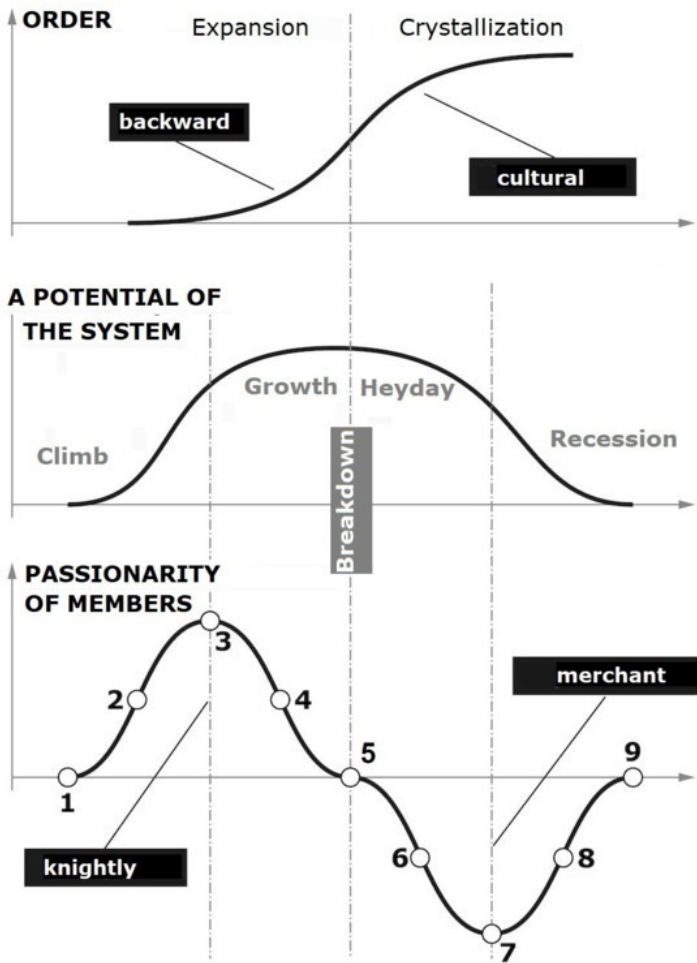 ORDER
Expansion
Crystallization
backward
cultural
A POTENTIAL OF
THE SYSTEM
Growth
Heyday
Climb
Recession
Breakdown
PASSIONARITY
OF MEMBERS
3
merchant
2
4
5
9
1
6
8
knightly
7